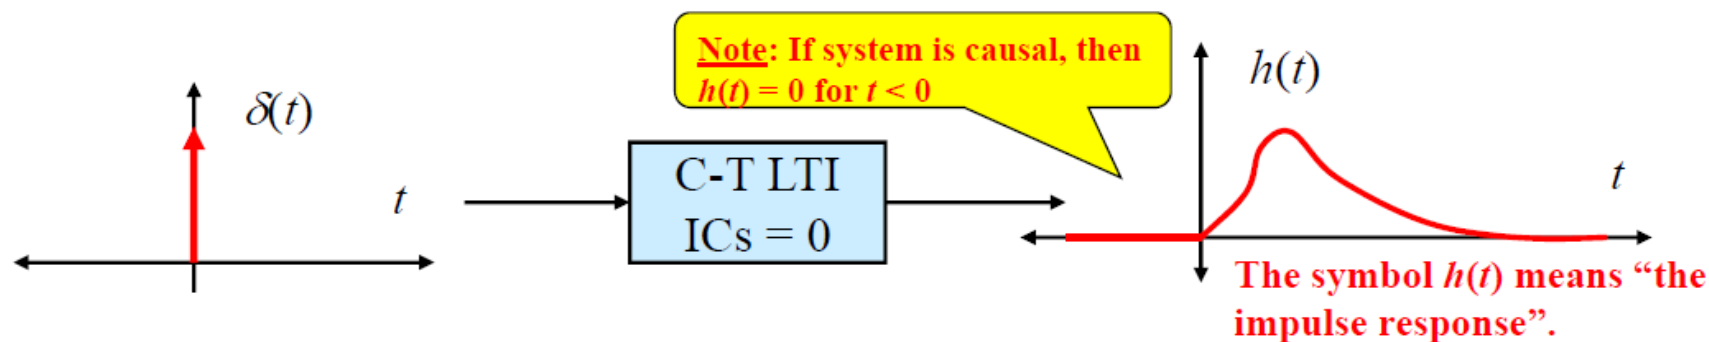 δ(t)
t
C-T LTI
ICs = 0
Note: If system is causal, then
h(t) = 0 for t < 0
h(t)
t
The symbol h(t) means “the
impulse response”.